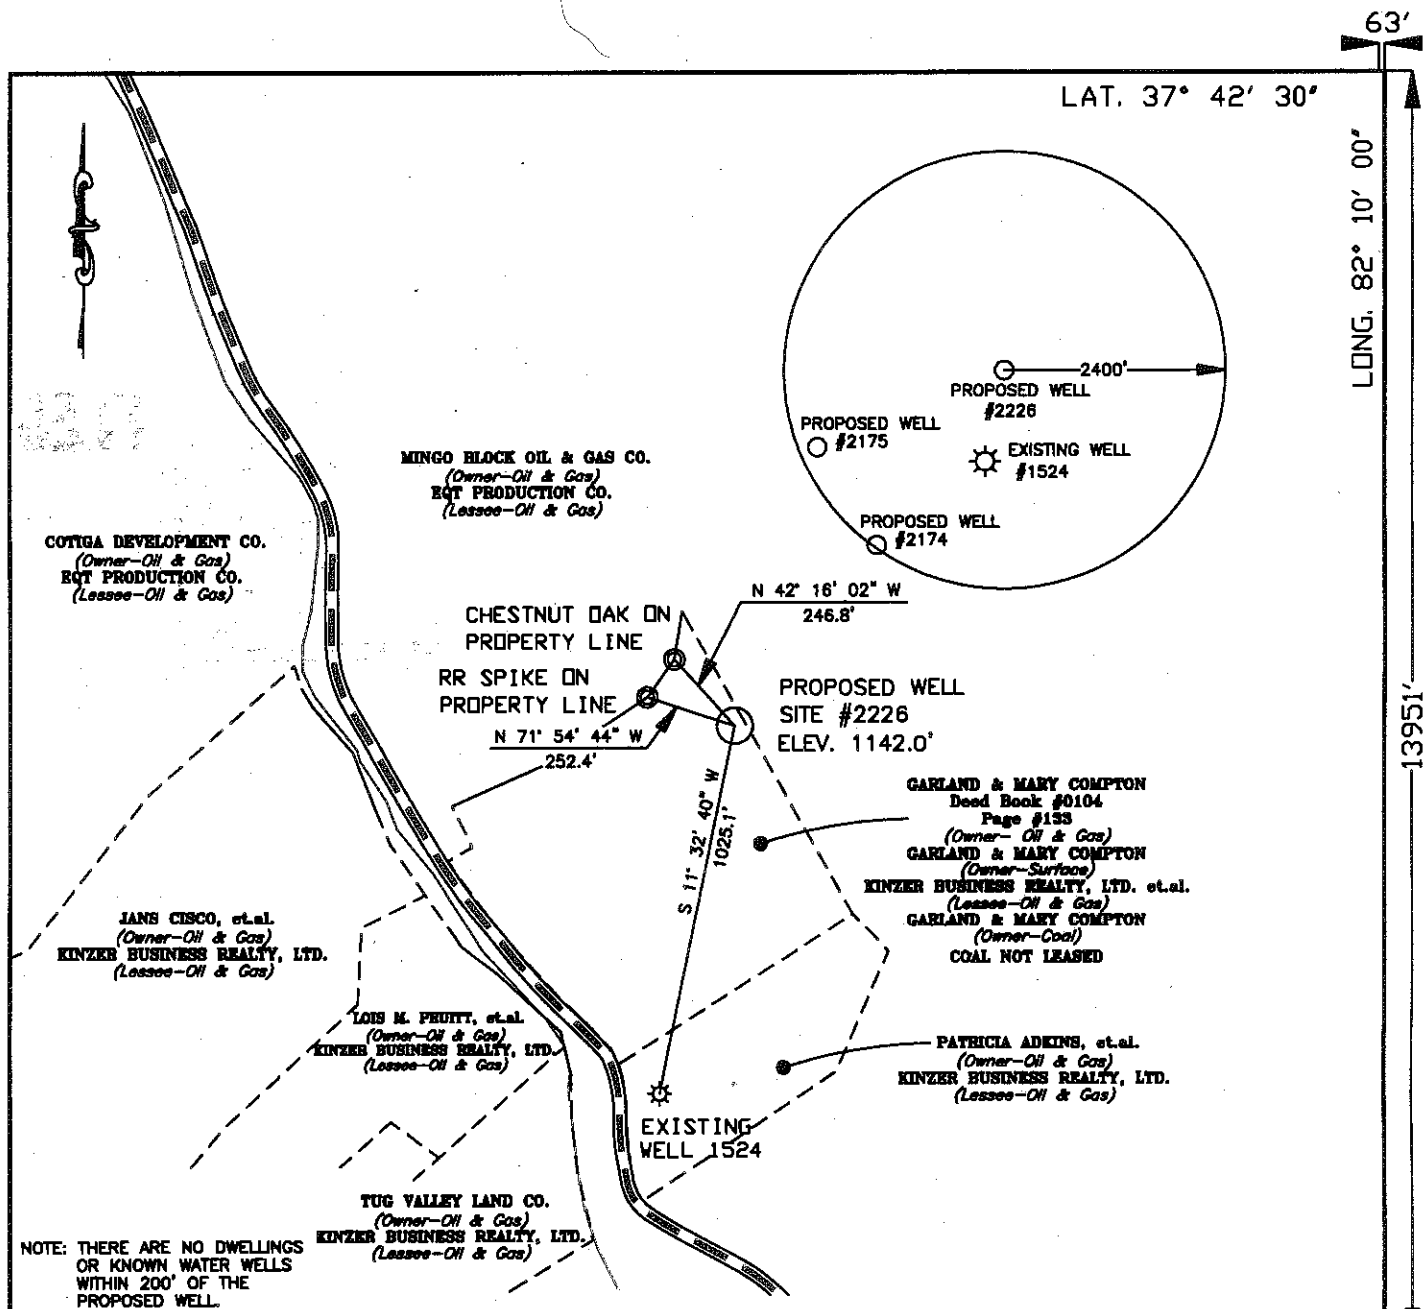 63'
LAT. 37° 42' 30"
LONG. 82° 10' 00"
13951'
2400'
PROPOSED WELL
#2226
PROPOSED WELL
#2175
EXISTING WELL
#1524
PROPOSED WELL
#2174
MINGO BLOCK OIL & GAS CO.
(Owner-Oil & Gas)
EQT PRODUCTION CO.
(Lessee-Oil & Gas)
COTIGA DEVELOPMENT CO.
(Owner-Oil & Gas)
EQT PRODUCTION CO.
(Lessee-Oil & Gas)
N 42° 16' 02" W
246.8'
CHESTNUT OAK ON
PROPERTY LINE
RR SPIKE ON
PROPERTY LINE
N 71° 54' 44" W
252.4'
PROPOSED WELL
SITE #2226
ELEV. 1142.0'
S 11° 32' 40" W
1025.1'
GARLAND & MARY COMPTON
Deed Book #0104
Page #133
(Owner- Oil & Gas)
GARLAND & MARY COMPTON
(Owner-Surface)
KINZER BUSINESS REALTY, LTD. et.al.
(Lessee-Oil & Gas)
GARLAND & MARY COMPTON
(Owner-Coal)
COAL NOT LEASED
JANS CISCO, et.al.
(Owner-Oil & Gas)
KINZER BUSINESS REALTY, LTD.
(Lessee-Oil & Gas)
LOIS M. PRUITT, et.al.
(Owner-Oil & Gas)
KINZER BUSINESS REALTY, LTD.
(Lessee-Oil & Gas)
PATRICIA ADKINS, et.al.
(Owner-Oil & Gas)
KINZER BUSINESS REALTY, LTD.
(Lessee-Oil & Gas)
EXISTING
WELL 1524
TUG VALLEY LAND CO.
(Owner-Oil & Gas)
KINZER BUSINESS REALTY, LTD.
(Lessee-Oil & Gas)
NOTE: THERE ARE NO DWELLINGS
OR KNOWN WATER WELLS
WITHIN 200' OF THE
PROPOSED WELL.